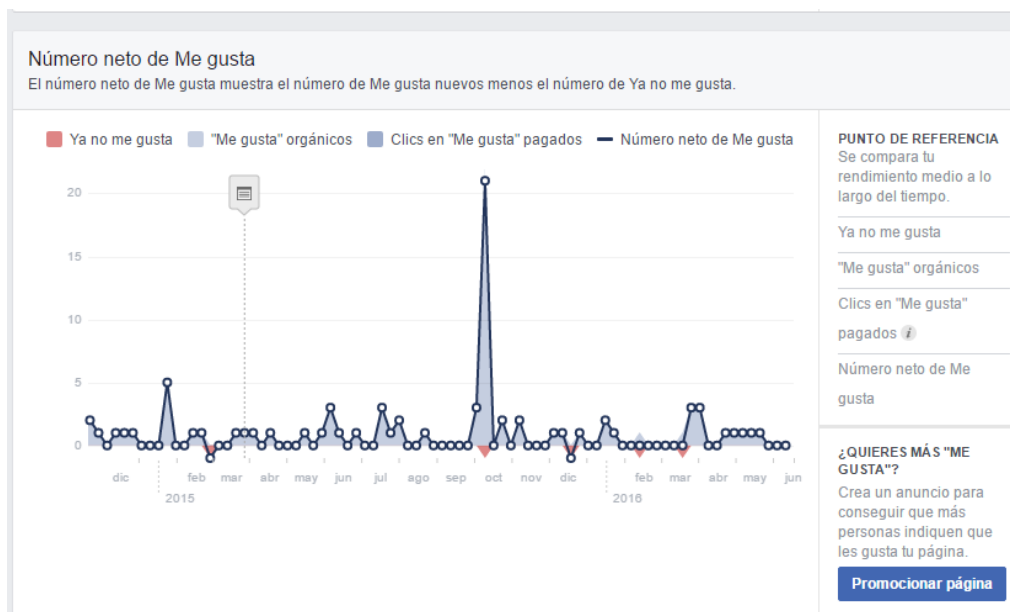 Número neto de Me gusta
El número neto de Me gusta muestra el número de Me gusta nuevos menos el número de Ya no me gusta.
Ya no me gusta "Me gusta" orgánicos Clics en "Me gusta" pagados Número neto de Me gusta
20
15
10
5
0
dic feb mar abr may jun jul ago sep oct nov dic feb mar abr may jun
2015 2016
PUNTO DE REFERENCIA
Se compara tu
rendimiento medio a lo
largo del tiempo.
Ya no me gusta
"Me gusta" orgánicos
Clics en "Me gusta"
pagados i
Número neto de Me
gusta
¿QUIERES MÁS "ME
GUSTA"?
Crea un anuncio para
conseguir que más
personas indiquen que
les gusta tu página.
Promocionar página